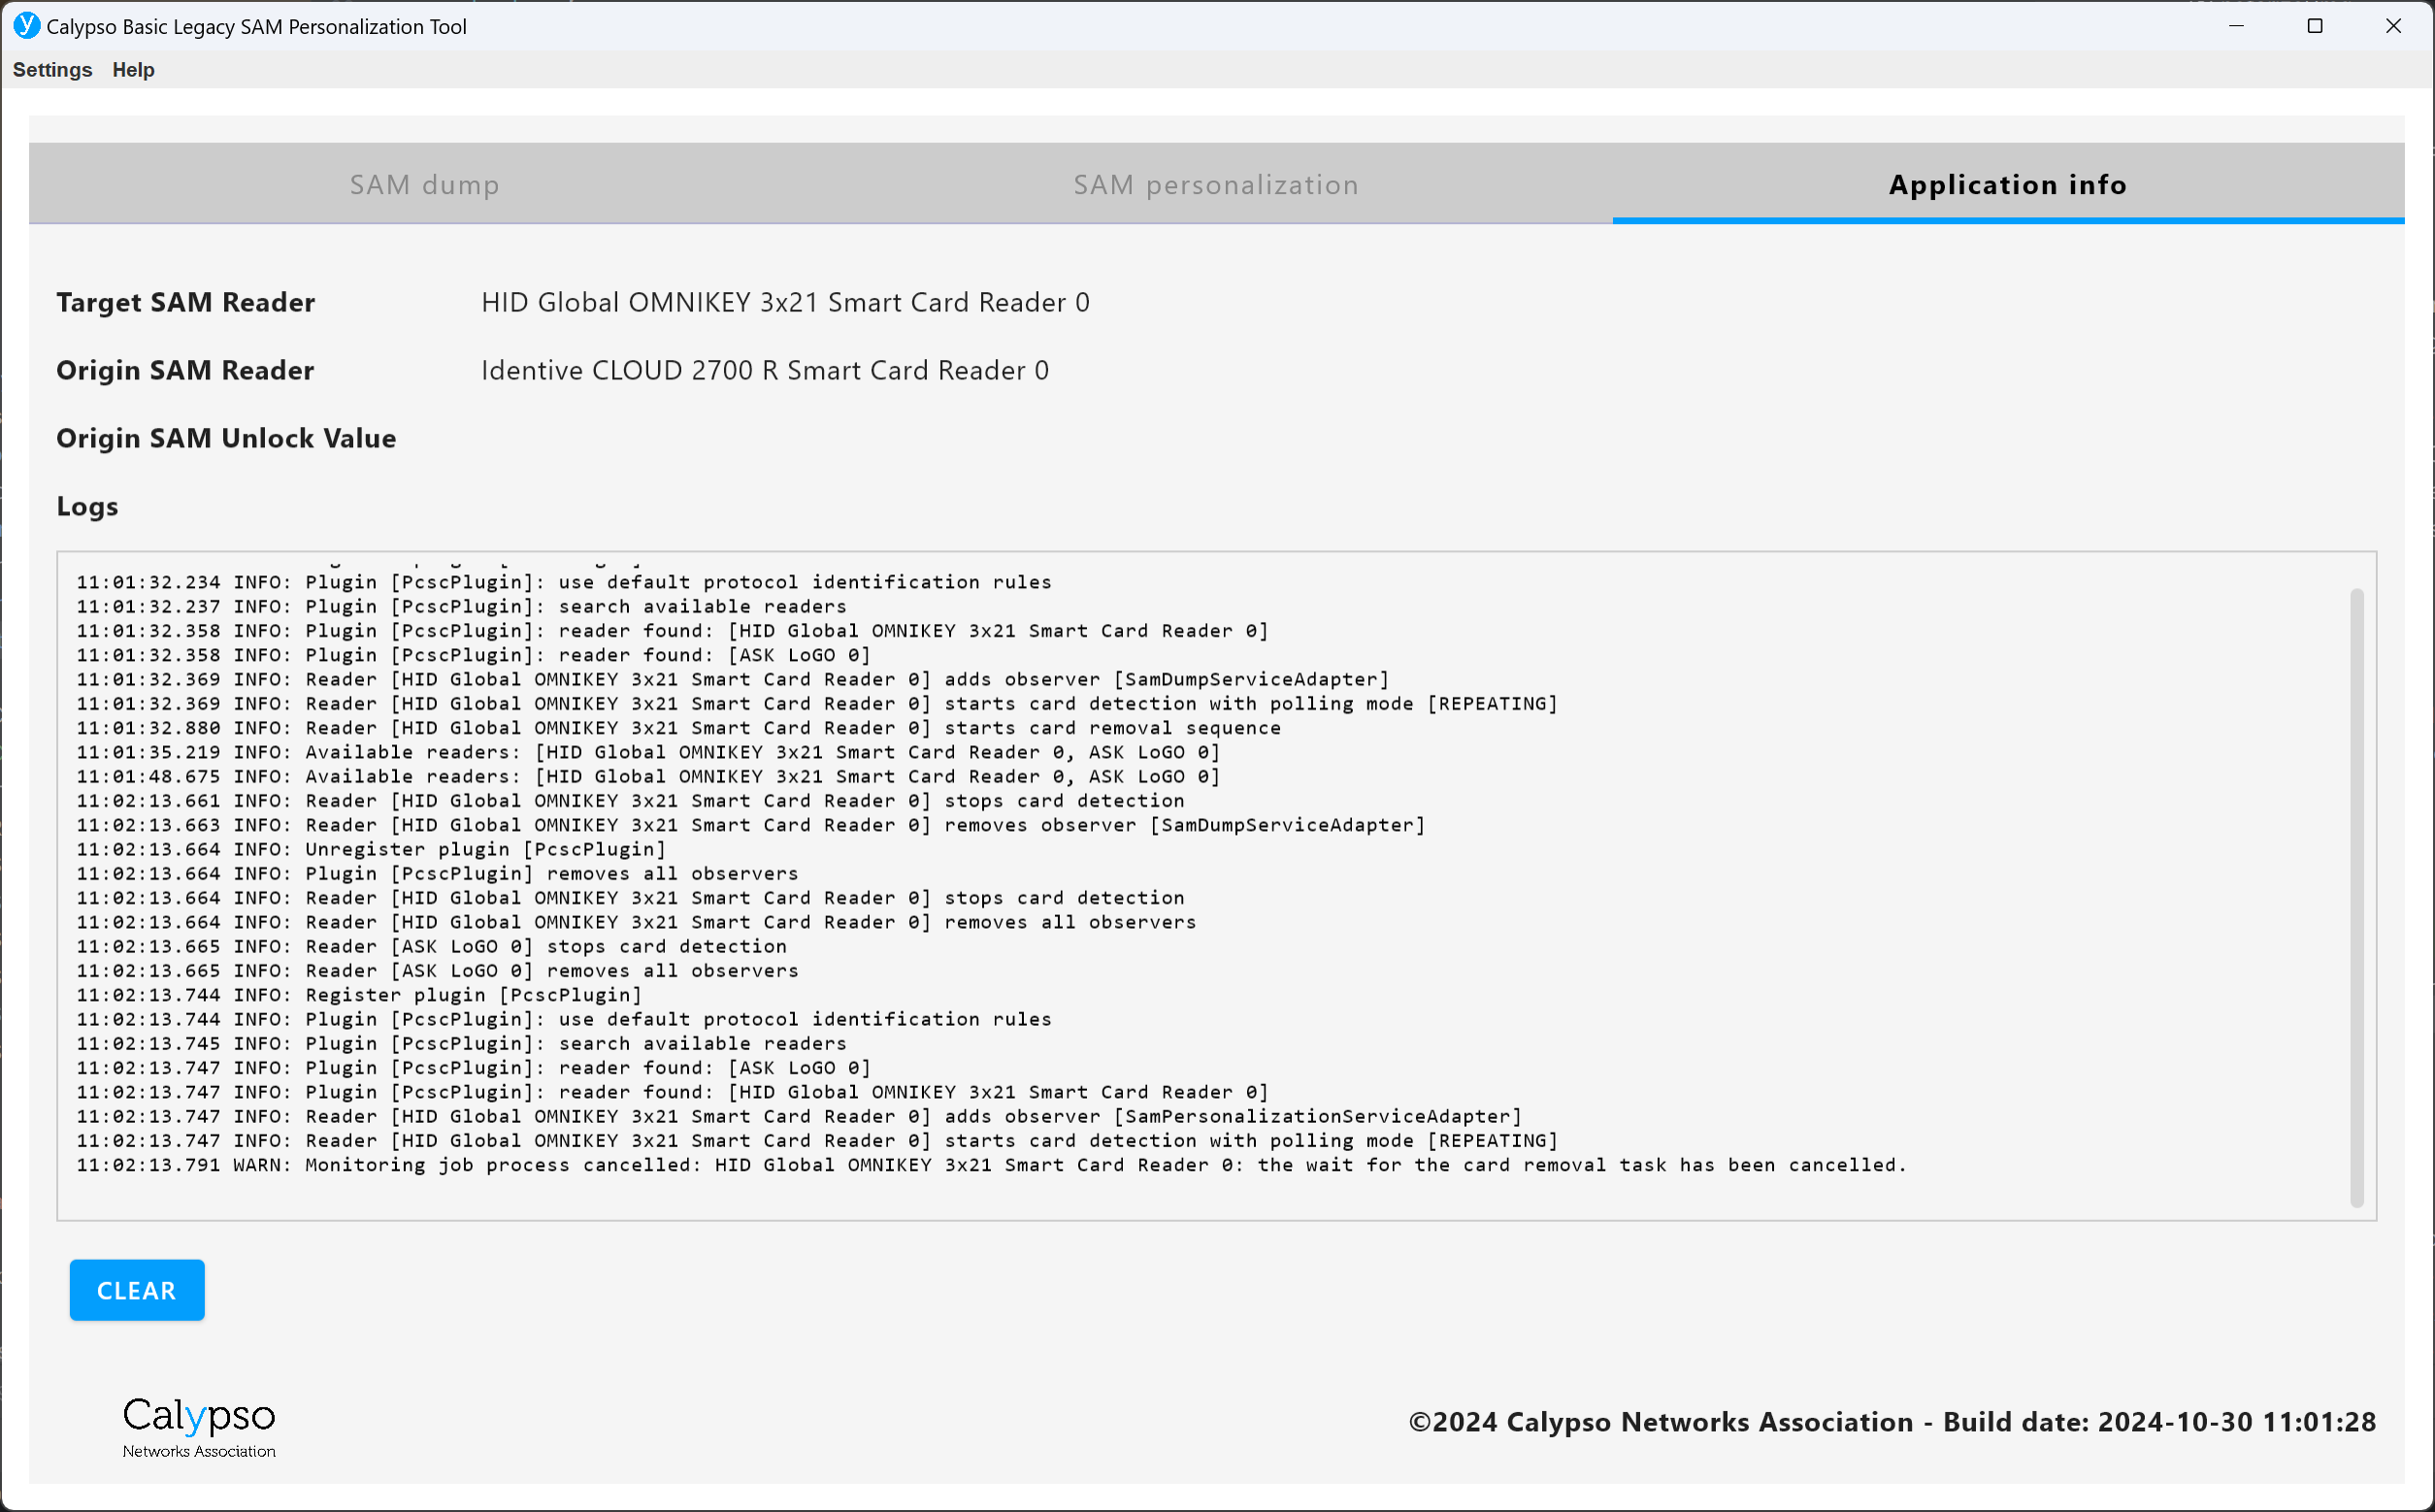 Calypso Basic Legacy SAM Personalization Tool
Settings Help
SAM dump SAM personalization Application info
Target SAM Reader HID Global OMNIKEY 3x21 Smart Card Reader 0
Origin SAM Reader Identive CLOUD 2700 R Smart Card Reader 0
Origin SAM Unlock Value
Logs
11:01:32.234 INFO: Plugin [PcscPlugin]: use default protocol identification rules
11:01:32.237 INFO: Plugin [PcscPlugin]: search available readers
11:01:32.358 INFO: Plugin [PcscPlugin]: reader found: [HID Global OMNIKEY 3x21 Smart Card Reader 0]
11:01:32.358 INFO: Plugin [PcscPlugin]: reader found: [ASK LoGO 0]
11:01:32.369 INFO: Reader [HID Global OMNIKEY 3x21 Smart Card Reader 0] adds observer [SamDumpServiceAdapter]
11:01:32.369 INFO: Reader [HID Global OMNIKEY 3x21 Smart Card Reader 0] starts card detection with polling mode [REPEATING]
11:01:32.880 INFO: Reader [HID Global OMNIKEY 3x21 Smart Card Reader 0] starts card removal sequence
11:01:35.219 INFO: Available readers: [HID Global OMNIKEY 3x21 Smart Card Reader 0, ASK LoGO 0]
11:01:48.675 INFO: Available readers: [HID Global OMNIKEY 3x21 Smart Card Reader 0, ASK LoGO 0]
11:02:13.661 INFO: Reader [HID Global OMNIKEY 3x21 Smart Card Reader 0] stops card detection
11:02:13.663 INFO: Reader [HID Global OMNIKEY 3x21 Smart Card Reader 0] removes observer [SamDumpServiceAdapter]
11:02:13.664 INFO: Unregister plugin [PcscPlugin]
11:02:13.664 INFO: Plugin [PcscPlugin] removes all observers
11:02:13.664 INFO: Reader [HID Global OMNIKEY 3x21 Smart Card Reader 0] stops card detection
11:02:13.664 INFO: Reader [HID Global OMNIKEY 3x21 Smart Card Reader 0] removes all observers
11:02:13.665 INFO: Reader [ASK LoGO 0] stops card detection
11:02:13.665 INFO: Reader [ASK LoGO 0] removes all observers
11:02:13.744 INFO: Register plugin [PcscPlugin]
11:02:13.744 INFO: Plugin [PcscPlugin]: use default protocol identification rules
11:02:13.745 INFO: Plugin [PcscPlugin]: search available readers
11:02:13.747 INFO: Plugin [PcscPlugin]: reader found: [ASK LoGO 0]
11:02:13.747 INFO: Plugin [PcscPlugin]: reader found: [HID Global OMNIKEY 3x21 Smart Card Reader 0]
11:02:13.747 INFO: Reader [HID Global OMNIKEY 3x21 Smart Card Reader 0] adds observer [SamPersonalizationServiceAdapter]
11:02:13.747 INFO: Reader [HID Global OMNIKEY 3x21 Smart Card Reader 0] starts card detection with polling mode [REPEATING]
11:02:13.791 WARN: Monitoring job process cancelled: HID Global OMNIKEY 3x21 Smart Card Reader 0: the wait for the card removal task has been cancelled.
CLEAR
Calypso
Networks Association
©2024 Calypso Networks Association - Build date: 2024-10-30 11:01:28